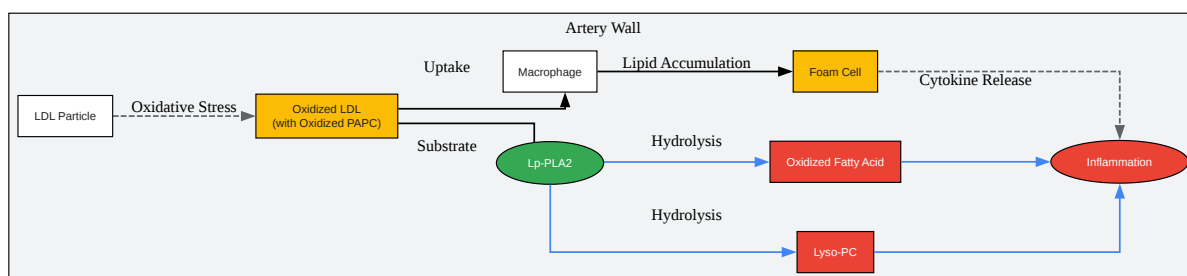 Artery Wall
Uptake
Macrophage
Lipid Accumulation
Foam Cell
Cytokine Release
LDL Particle
Oxidative Stress
Oxidized LDL
(with Oxidized PAPC)
Substrate
Lp-PLA2
Hydrolysis
Oxidized Fatty Acid
Inflammation
Hydrolysis
Lyso-PC